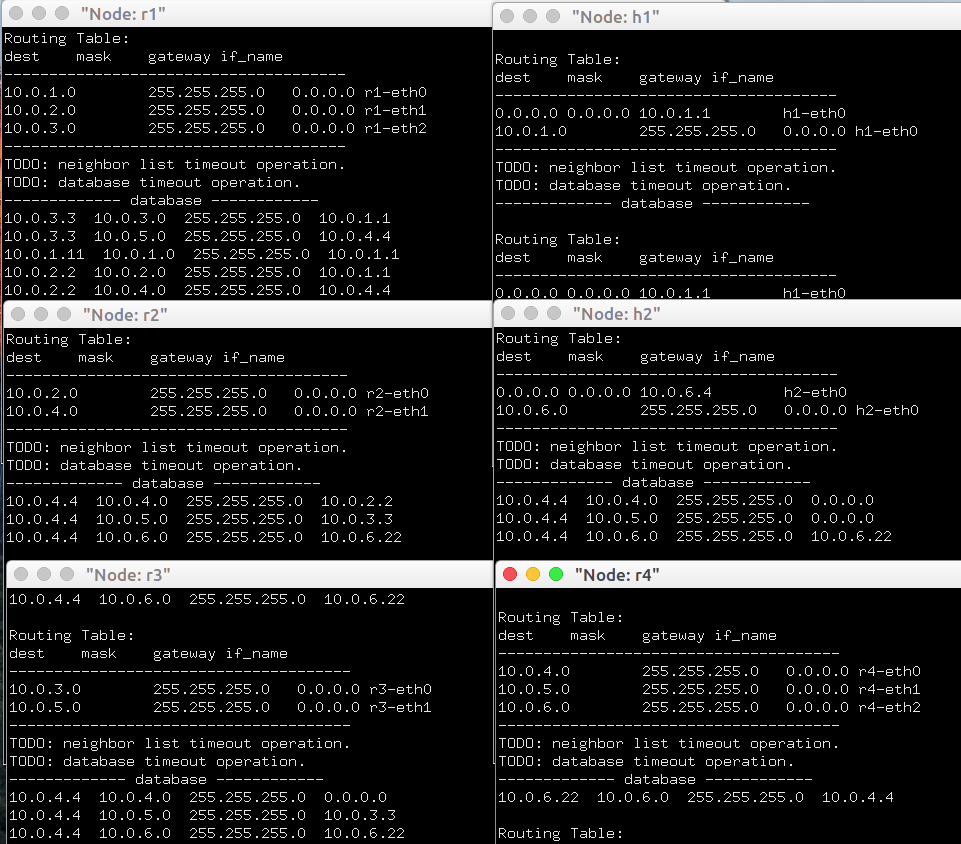 "Node: r1"
Routing Table:
dest    mask    gateway if_name
--------------------------------------
10.0.1.0        255.255.255.0   0.0.0.0 r1-eth0
10.0.2.0        255.255.255.0   0.0.0.0 r1-eth1
10.0.3.0        255.255.255.0   0.0.0.0 r1-eth2
--------------------------------------
TODO: neighbor list timeout operation.
TODO: database timeout operation.
------------- database ------------
10.0.3.3  10.0.3.0  255.255.255.0  10.0.1.1
10.0.3.3  10.0.5.0  255.255.255.0  10.0.4.4
10.0.1.11  10.0.1.0  255.255.255.0  10.0.1.1
10.0.2.2  10.0.2.0  255.255.255.0  10.0.1.1
10.0.2.2  10.0.4.0  255.255.255.0  10.0.4.4
"Node: h1"
Routing Table:
dest    mask    gateway if_name
--------------------------------------
0.0.0.0 0.0.0.0 10.0.1.1        h1-eth0
10.0.1.0        255.255.255.0   0.0.0.0 h1-eth0
--------------------------------------
TODO: neighbor list timeout operation.
TODO: database timeout operation.
------------- database ------------
Routing Table:
dest    mask    gateway if_name
--------------------------------------
0.0.0.0 0.0.0.0 10.0.1.1        h1-eth0
"Node: r2"
Routing Table:
dest    mask    gateway if_name
--------------------------------------
10.0.2.0        255.255.255.0   0.0.0.0 r2-eth0
10.0.4.0        255.255.255.0   0.0.0.0 r2-eth1
--------------------------------------
TODO: neighbor list timeout operation.
TODO: database timeout operation.
------------- database ------------
10.0.4.4  10.0.4.0  255.255.255.0  10.0.2.2
10.0.4.4  10.0.5.0  255.255.255.0  10.0.3.3
10.0.4.4  10.0.6.0  255.255.255.0  10.0.6.22
"Node: h2"
Routing Table:
dest    mask    gateway if_name
--------------------------------------
0.0.0.0 0.0.0.0 10.0.6.4        h2-eth0
10.0.6.0        255.255.255.0   0.0.0.0 h2-eth0
--------------------------------------
TODO: neighbor list timeout operation.
TODO: database timeout operation.
------------- database ------------
10.0.4.4  10.0.4.0  255.255.255.0  0.0.0.0
10.0.4.4  10.0.5.0  255.255.255.0  0.0.0.0
10.0.4.4  10.0.6.0  255.255.255.0  10.0.6.22
"Node: r3"
10.0.4.4  10.0.6.0  255.255.255.0  10.0.6.22
Routing Table:
dest    mask    gateway if_name
--------------------------------------
10.0.3.0        255.255.255.0   0.0.0.0 r3-eth0
10.0.5.0        255.255.255.0   0.0.0.0 r3-eth1
--------------------------------------
TODO: neighbor list timeout operation.
TODO: database timeout operation.
------------- database ------------
10.0.4.4  10.0.4.0  255.255.255.0  0.0.0.0
10.0.4.4  10.0.5.0  255.255.255.0  10.0.3.3
10.0.4.4  10.0.6.0  255.255.255.0  10.0.6.22
"Node: r4"
Routing Table:
dest    mask    gateway if_name
--------------------------------------
10.0.4.0        255.255.255.0   0.0.0.0 r4-eth0
10.0.5.0        255.255.255.0   0.0.0.0 r4-eth1
10.0.6.0        255.255.255.0   0.0.0.0 r4-eth2
--------------------------------------
TODO: neighbor list timeout operation.
TODO: database timeout operation.
------------- database ------------
10.0.6.22  10.0.6.0  255.255.255.0  10.0.4.4
Routing Table: